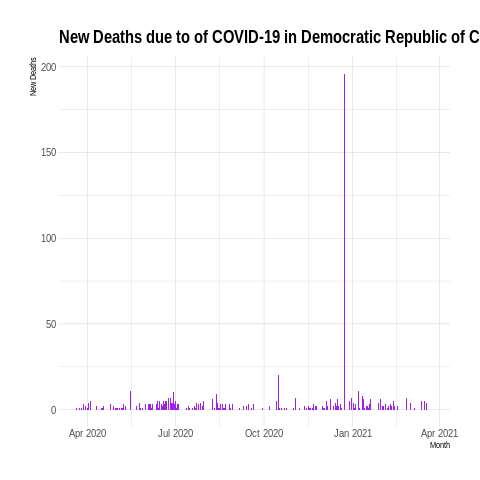 New Deaths due to of COVID-19 in Democratic Republic of C
New Deaths
200
150
100
50
0
Apr 2020
Jul 2020
Oct 2020
Jan 2021
Apr 2021
Month